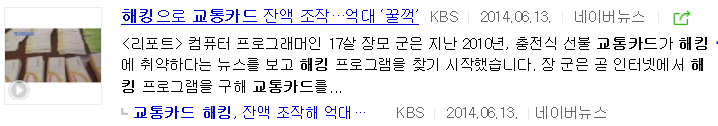 해킹으로 교통카드 잔액 조작…억대 ‘꿀꺽’ KBS | 2014.06.13. | 네이버뉴스
<리포트> 컴퓨터 프로그래머인 17살 장모 군은 지난 2010년, 충전식 선불 교통카드가 해킹
에 취약하다는 뉴스를 보고 해킹 프로그램을 찾기 시작했습니다. 장 군은 곧 인터넷에서 해
킹 프로그램을 구해 교통카드를...
교통카드 해킹, 잔액 조작해 억대… KBS | 2014.06.13. | 네이버뉴스